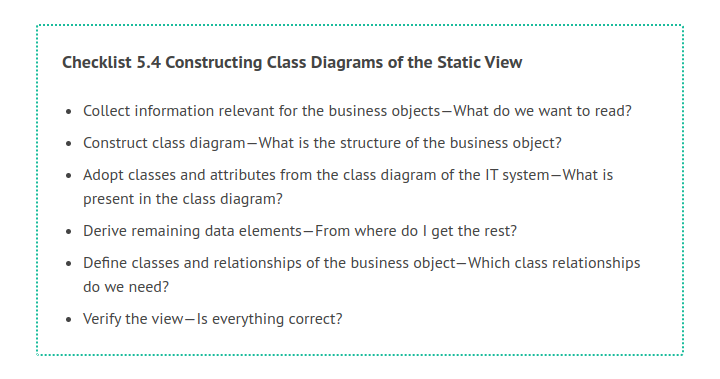 Checklist 5.4 Constructing Class Diagrams of the Static View
• Collect information relevant for the business objects—What do we want to read?
• Construct class diagram—What is the structure of the business object?
• Adopt classes and attributes from the class diagram of the IT system—What is
present in the class diagram?
• Derive remaining data elements—From where do I get the rest?
• Define classes and relationships of the business object—Which class relationships
do we need?
• Verify the view—Is everything correct?